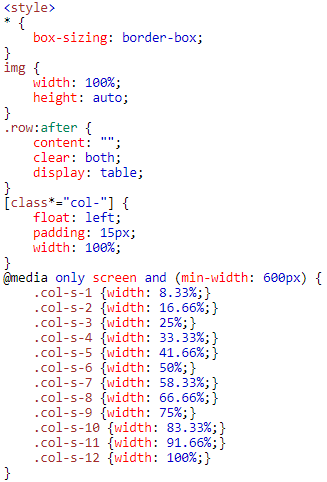 <style>
* {
    box-sizing: border-box;
}
img {
    width: 100%;
    height: auto;
}
.row:after {
    content: "";
    clear: both;
    display: table;
}
[class*="col-"] {
    float: left;
    padding: 15px;
    width: 100%;
}
@media only screen and (min-width: 600px) {
    .col-s-1 {width: 8.33%;}
    .col-s-2 {width: 16.66%;}
    .col-s-3 {width: 25%;}
    .col-s-4 {width: 33.33%;}
    .col-s-5 {width: 41.66%;}
    .col-s-6 {width: 50%;}
    .col-s-7 {width: 58.33%;}
    .col-s-8 {width: 66.66%;}
    .col-s-9 {width: 75%;}
    .col-s-10 {width: 83.33%;}
    .col-s-11 {width: 91.66%;}
    .col-s-12 {width: 100%;}
}